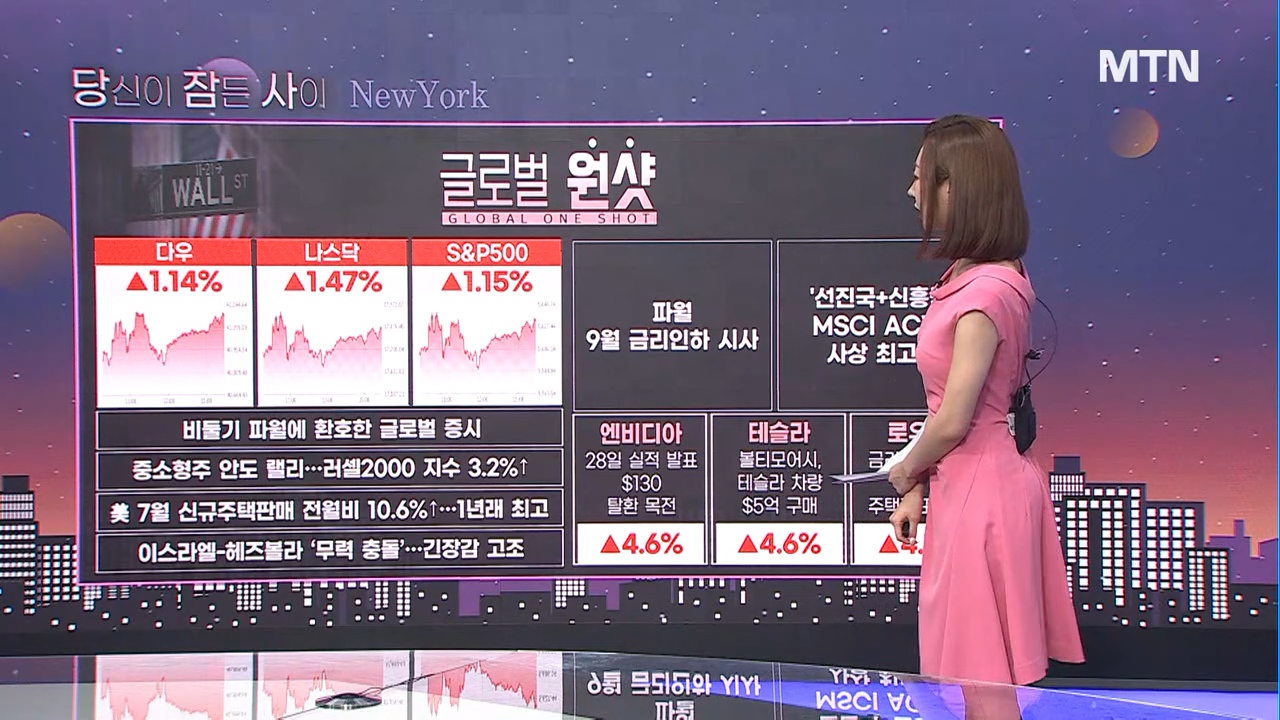 당신이 잠든 사이 NewYork
MTN
WALL ST
글로벌 원샷
GLOBAL ONE SHOT
다우
▲1.14%
나스닥
▲1.47%
S&P500
▲1.15%
파월
9월 금리인하 시사
'선진국+신흥
MSCI AC
사상 최고
비둘기 파월에 환호한 글로벌 증시
중소형주 안도 랠리…러셀2000 지수 3.2%↑
美 7월 신규주택판매 전월비 10.6%↑…1년래 최고
이스라엘-헤즈볼라 '무력 충돌'…긴장감 고조
엔비디아
28일 실적 발표
$130
탈환 목전
▲4.6%
테슬라
볼티모어시,
테슬라 차량
$5억 구매
▲4.6%
로우
주택
▲4.